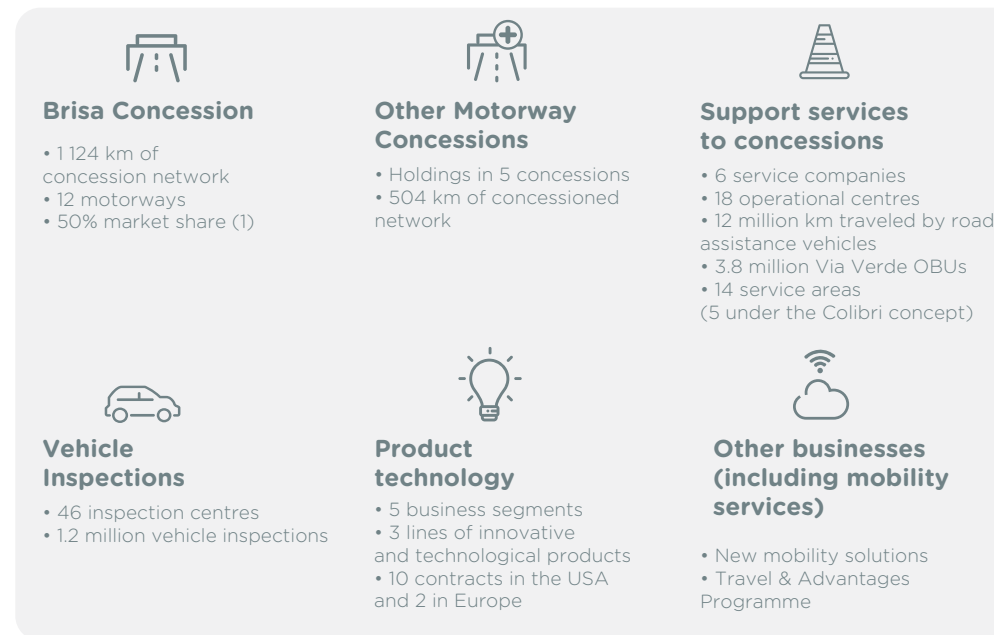 Brisa Concession
• 1 124 km of
concession network
• 12 motorways
• 50% market share (1)
Other Motorway
Concessions
• Holdings in 5 concessions
• 504 km of concessioned
network
Support services
to concessions
• 6 service companies
• 18 operational centres
• 12 million km traveled by road
assistance vehicles
• 3.8 million Via Verde OBUs
• 14 service areas
(5 under the Colibri concept)
Vehicle
Inspections
• 46 inspection centres
• 1.2 million vehicle inspections
Product
technology
• 5 business segments
• 3 lines of innovative
and technological products
• 10 contracts in the USA
and 2 in Europe
Other businesses
(including mobility
services)
• New mobility solutions
• Travel & Advantages
Programme